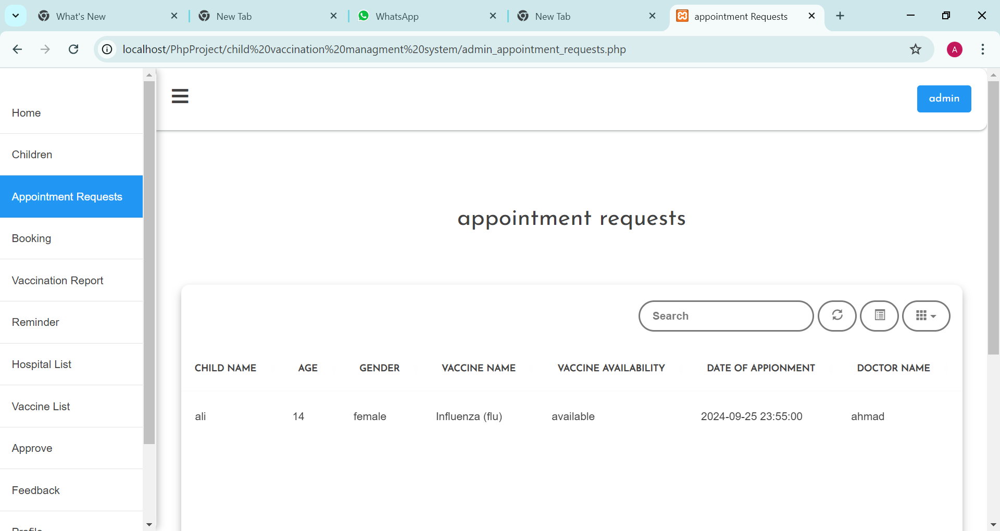 What's New
New Tab
WhatsApp
New Tab
appointment Requests
localhost/PhpProject/child%20vaccination%20managment%20system/admin_appointment_requests.php
A
admin
Home
Children
Appointment Requests
Booking
Vaccination Report
Reminder
Hospital List
Vaccine List
Approve
Feedback
Profile
appointment requests
Search
CHILD NAME AGE GENDER VACCINE NAME VACCINE AVAILABILITY DATE OF APPIONMENT DOCTOR NAME
ali 14 female Influenza (flu) available 2024-09-25 23:55:00 ahmad